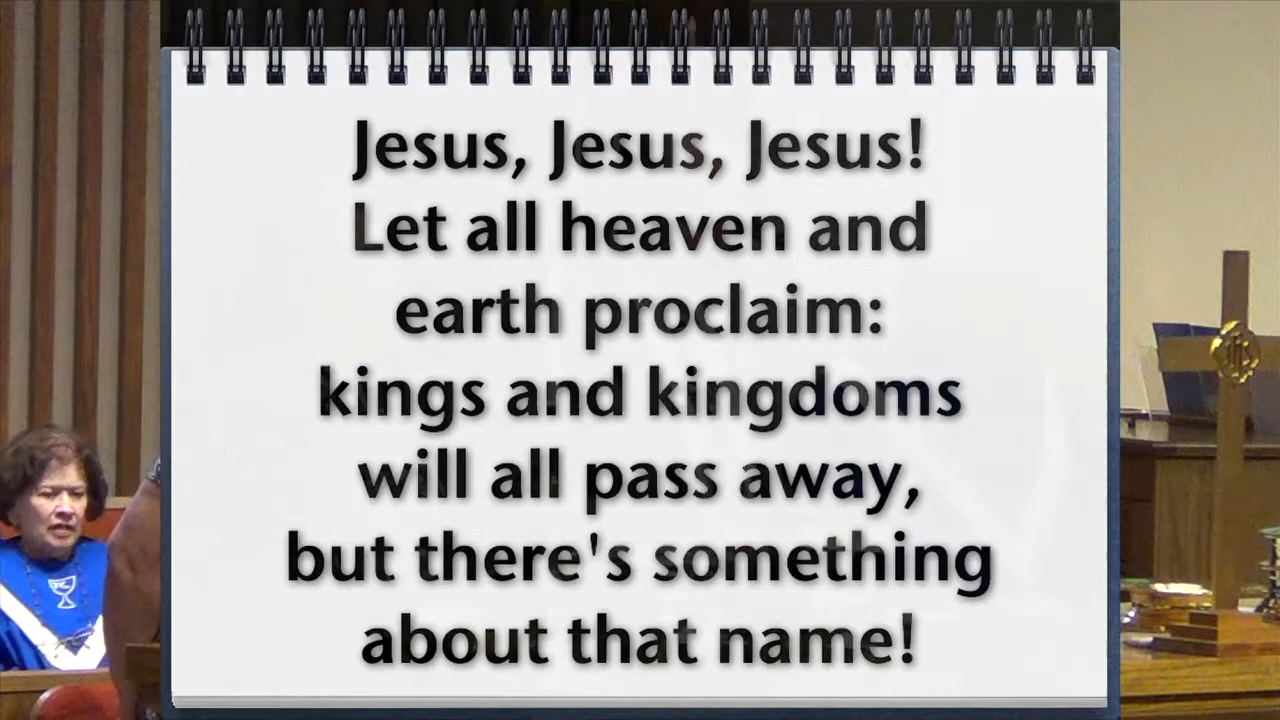 Jesus, Jesus, Jesus!
Let all heaven and
earth proclaim:
kings and kingdoms
will all pass away,
but there's something
about that name!